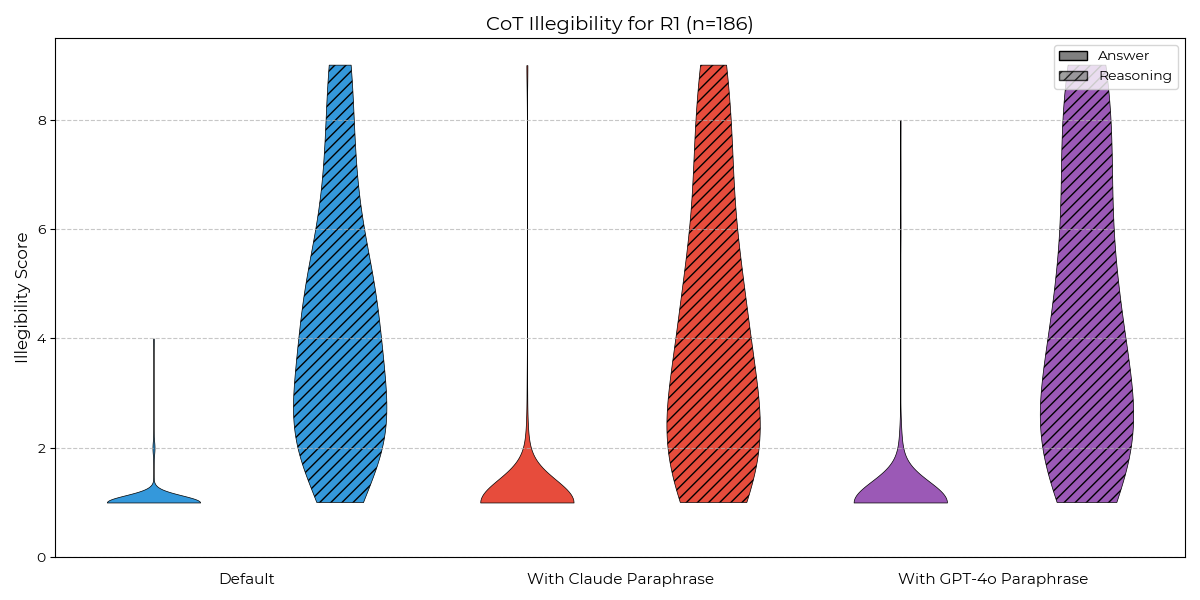 CoT Illegibility for R1 (n=186)
Answer
Reasoning
Illegibility Score
8
6
4
2
0
Default
With Claude Paraphrase
With GPT-4o Paraphrase